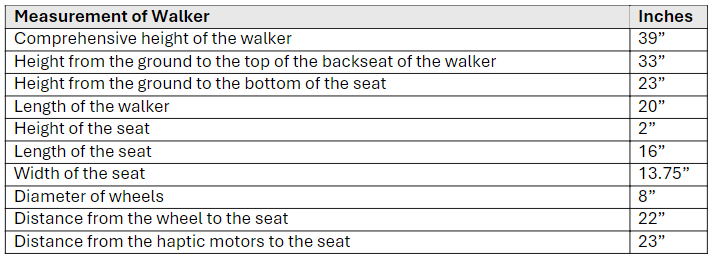 Measurement of Walker Inches
Comprehensive height of the walker 39”
Height from the ground to the top of the backseat of the walker 33”
Height from the ground to the bottom of the seat 23”
Length of the walker 20”
Height of the seat 2”
Length of the seat 16”
Width of the seat 13.75”
Diameter of wheels 8”
Distance from the wheel to the seat 22”
Distance from the haptic motors to the seat 23”